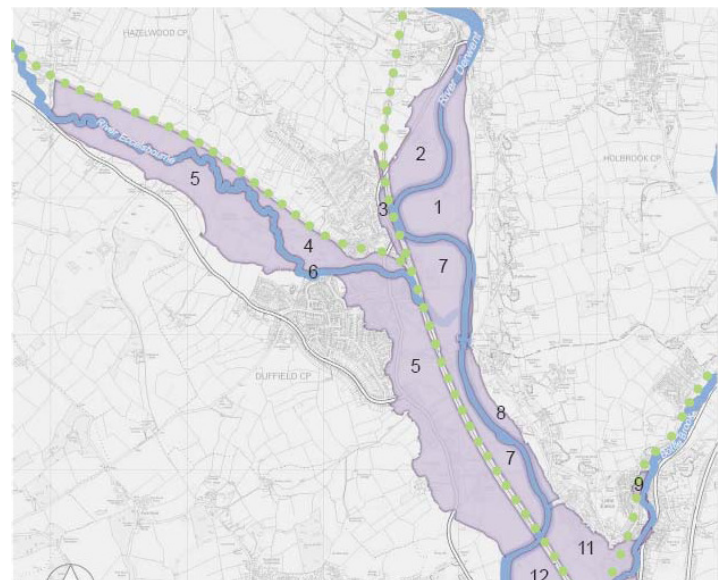 HAZELWOOD CP
River Derwent
River Ecclesbourne
2
HOLBROOK CP
5
3
1
4
7
6
DUFFIELD CP
5
8
7
9
11
12